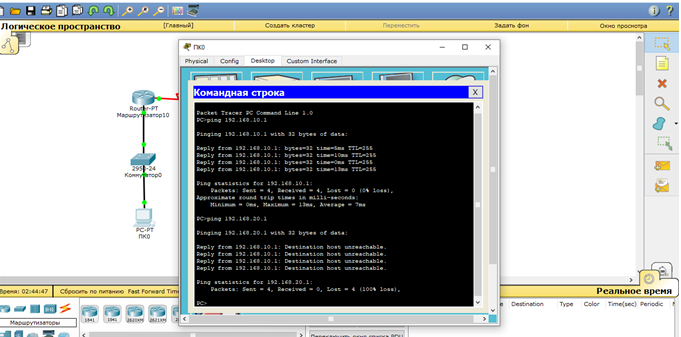 Логическое пространство
[Главный]
Создать кластер
Переместить
Задать фон
Окно просмотра
ПК0
Physical
Config
Desktop
Custom Interface
Командная строка
X
Packet Tracer PC Command Line 1.0
PC>ping 192.168.10.1
Pinging 192.168.10.1 with 32 bytes of data:
Reply from 192.168.10.1: bytes=32 time=5ms TTL=255
Reply from 192.168.10.1: bytes=32 time=10ms TTL=255
Reply from 192.168.10.1: bytes=32 time=0ms TTL=255
Reply from 192.168.10.1: bytes=32 time=13ms TTL=255
Ping statistics for 192.168.10.1:
Packets: Sent = 4, Received = 4, Lost = 0 (0% loss),
Approximate round trip times in milli-seconds:
Minimum = 0ms, Maximum = 13ms, Average = 7ms
PC>ping 192.168.20.1
Pinging 192.168.20.1 with 32 bytes of data:
Reply from 192.168.10.1: Destination host unreachable.
Reply from 192.168.10.1: Destination host unreachable.
Reply from 192.168.10.1: Destination host unreachable.
Reply from 192.168.10.1: Destination host unreachable.
Ping statistics for 192.168.20.1:
Packets: Sent = 4, Received = 0, Lost = 4 (100% loss),
PC>
Router-PT
Маршрутизатор10
2950-24
Коммутатор0
PC-PT
ПК0
Время: 02:44:47
Сбросить по питанию
Fast Forward Time
Реальное время
1841
1941
2620XM
2621XM
Маршрутизаторы
Destination
Type
Color
Time(sec)
Periodic